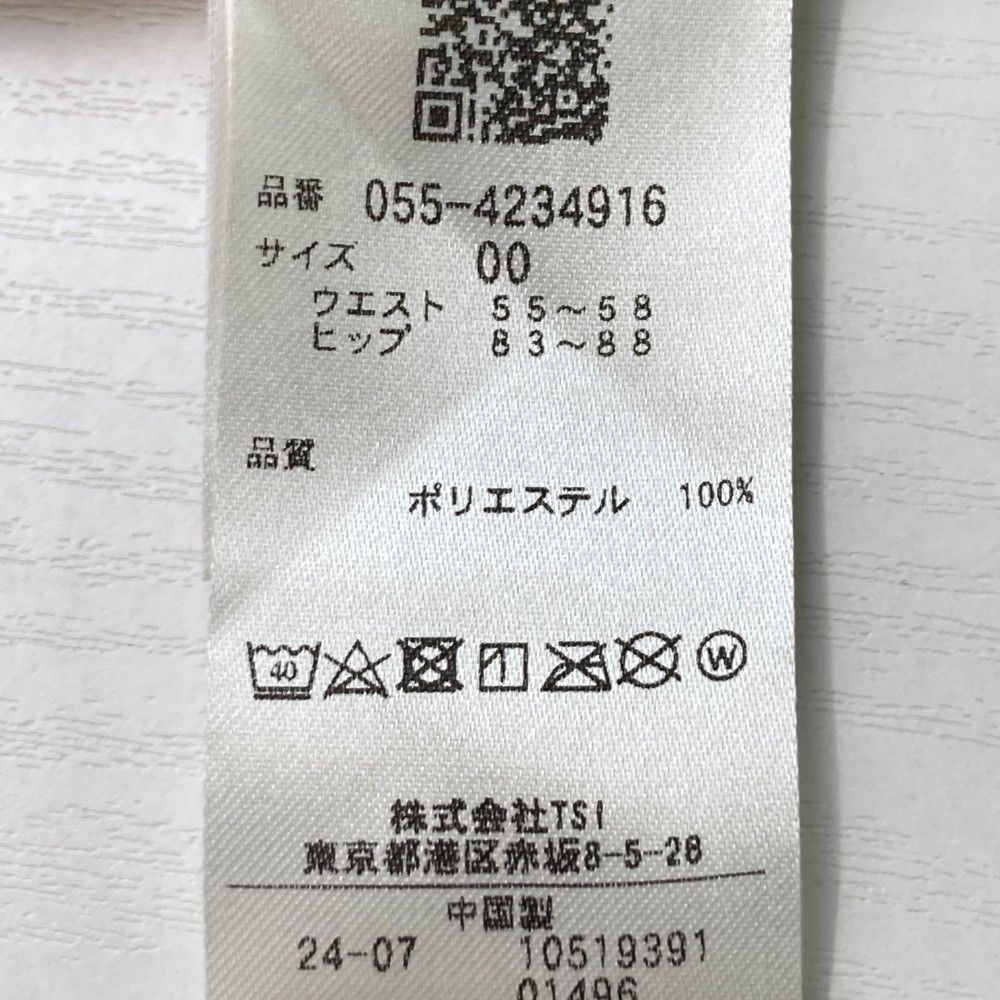 品番 055-4234916
サイズ 00
ウエスト 55～58
ヒップ 83～88
品質
ポリエステル 100%
40
W
株式会社TSI
東京都港区赤坂8-5-28
中国製
24-07 10519391
01496